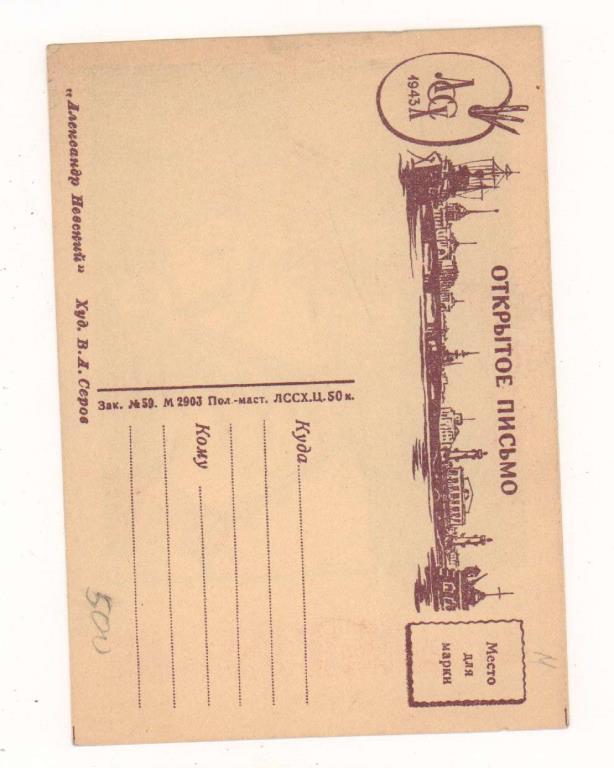 ЛССХ
1943
ОТКРЫТОЕ ПИСЬМО
Место
для
марки
Куда
Кому
Зак. №59. М 2903 Пол.-маст. ЛССХ.Ц.50 к.
"Александр Невский" Худ. В. А. Серов
500